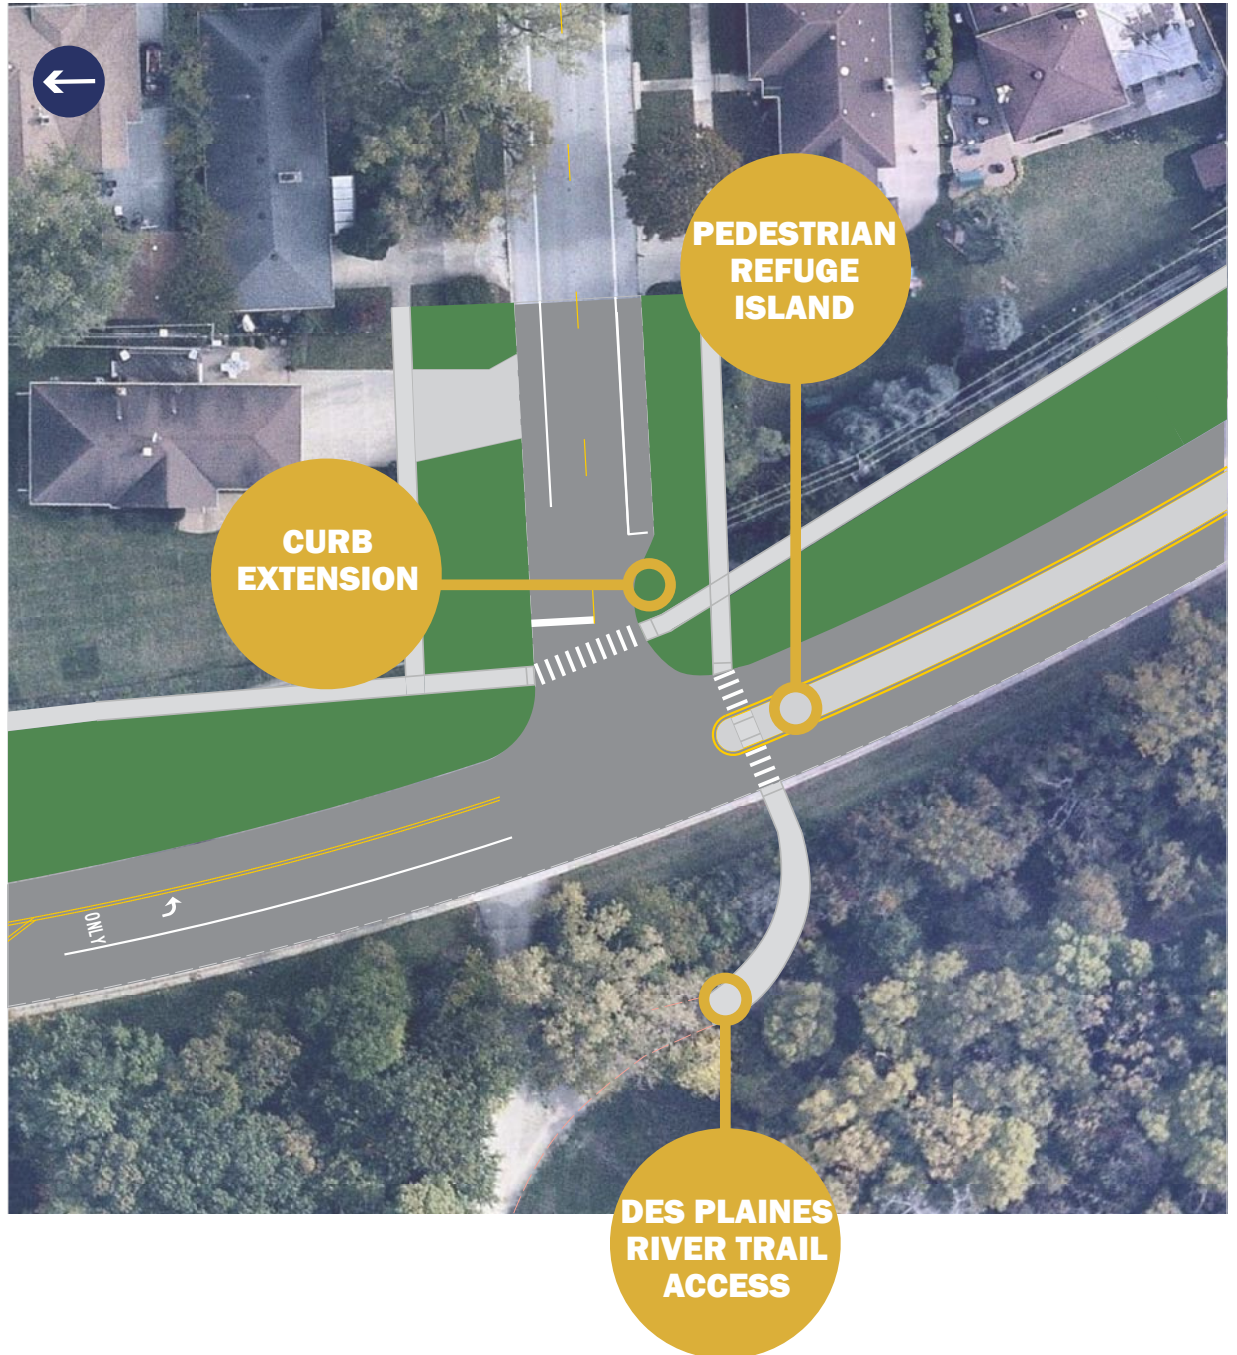 PEDESTRIAN
REFUGE
ISLAND
CURB
EXTENSION
ONLY
DES PLAINES
RIVER TRAIL
ACCESS